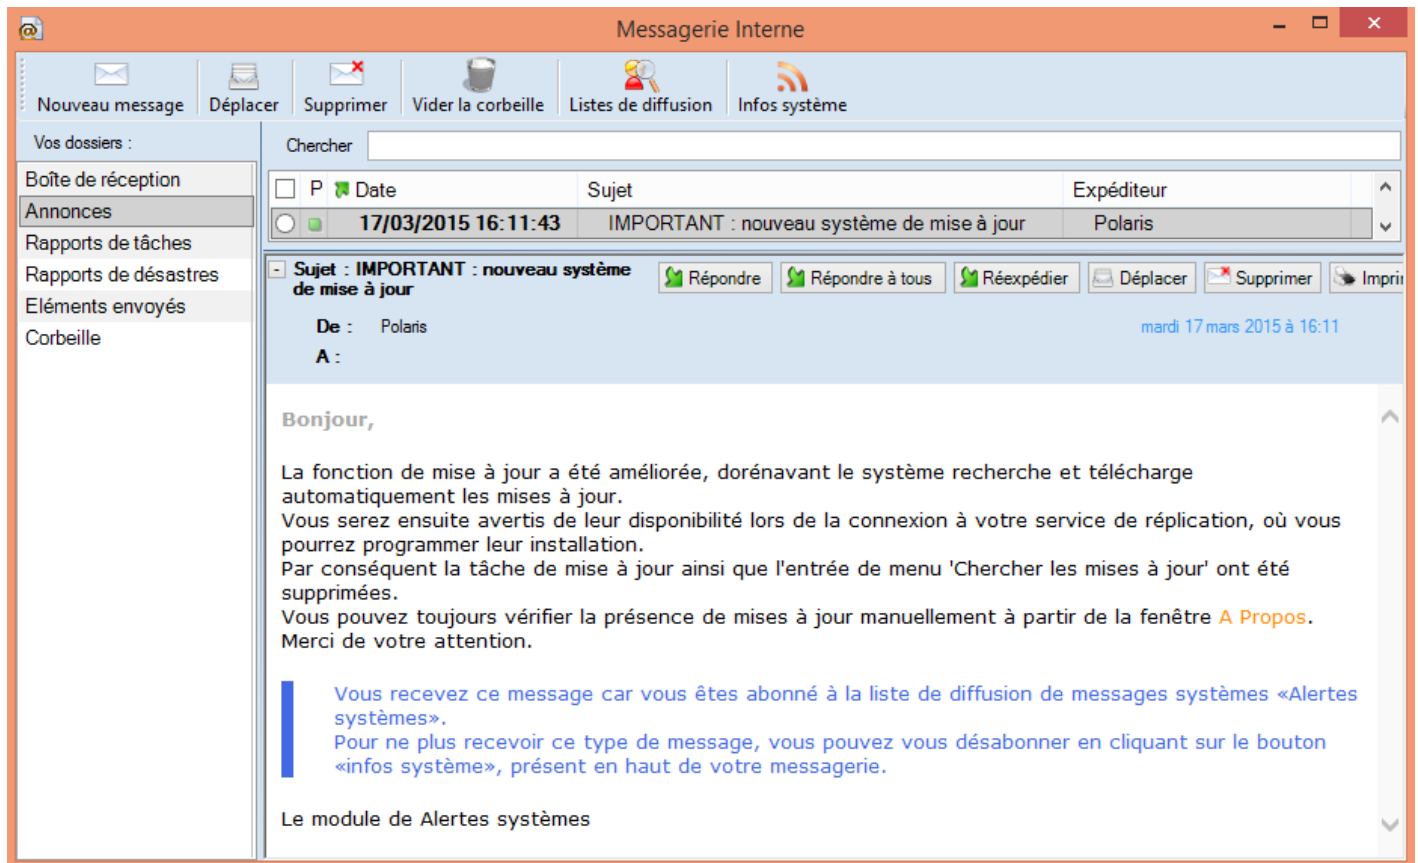 Messagerie Interne
Nouveau message
Déplacer
Supprimer
Vider la corbeille
Listes de diffusion
Infos système
Vos dossiers :
Boîte de réception
Annonces
Rapports de tâches
Rapports de désastres
Eléments envoyés
Corbeille
Chercher
P Date Sujet Expéditeur
17/03/2015 16:11:43 IMPORTANT : nouveau système de mise à jour Polaris
Sujet : IMPORTANT : nouveau système
de mise à jour
Répondre
Répondre à tous
Réexpédier
Déplacer
Supprimer
Imprii
De : Polaris
mardi 17 mars 2015 à 16:11
A :
Bonjour,
La fonction de mise à jour a été améliorée, dorénavant le système recherche et télécharge
automatiquement les mises à jour.
Vous serez ensuite avertis de leur disponibilité lors de la connexion à votre service de réplication, où vous
pourrez programmer leur installation.
Par conséquent la tâche de mise à jour ainsi que l'entrée de menu 'Chercher les mises à jour' ont été
supprimées.
Vous pouvez toujours vérifier la présence de mises à jour manuellement à partir de la fenêtre A Propos.
Merci de votre attention.
Vous recevez ce message car vous êtes abonné à la liste de diffusion de messages systèmes «Alertes
systèmes».
Pour ne plus recevoir ce type de message, vous pouvez vous désabonner en cliquant sur le bouton
«infos système», présent en haut de votre messagerie.
Le module de Alertes systèmes